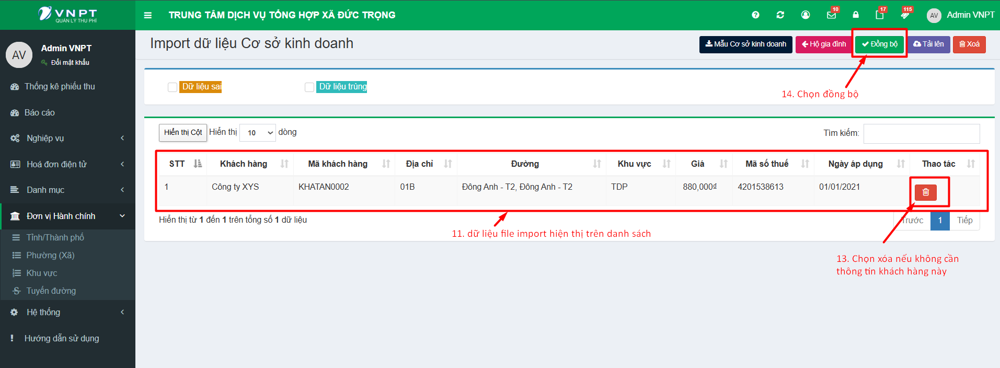 VNPT
QUẢN LÝ THU PHÍ
TRUNG TÂM DỊCH VỤ TỔNG HỢP XÃ ĐỨC TRỌNG
10
17
115
AV
Admin VNPT
AV
Admin VNPT
Đổi mật khẩu
Thống kê phiếu thu
Báo cáo
Nghiệp vụ
Hoá đơn điện tử
Danh mục
Đơn vị Hành chính
Tỉnh/Thành phố
Phường (Xã)
Khu vực
Tuyến đường
Hệ thống
Hướng dẫn sử dụng
Import dữ liệu Cơ sở kinh doanh
Mẫu Cơ sở kinh doanh
Hộ gia đình
Đồng bộ
Tải lên
Xoá
Dữ liệu sai
Dữ liệu trùng
14. Chọn đồng bộ
Hiển thị Cột
Hiển thị 10 dòng
Tìm kiếm:
STT Khách hàng Mã khách hàng Địa chỉ Đường Khu vực Giá Mã số thuế Ngày áp dụng Thao tác
1 Công ty XYS KHATAN0002 01B Đông Anh - T2, Đông Anh - T2 TDP 880,000₫ 4201538613 01/01/2021
Hiển thị từ 1 đến 1 trên tổng số 1 dữ liệu
Trước 1 Tiếp
11. dữ liệu file import hiện thị trên danh sách
13. Chọn xóa nếu không cần
thông tin khách hàng này